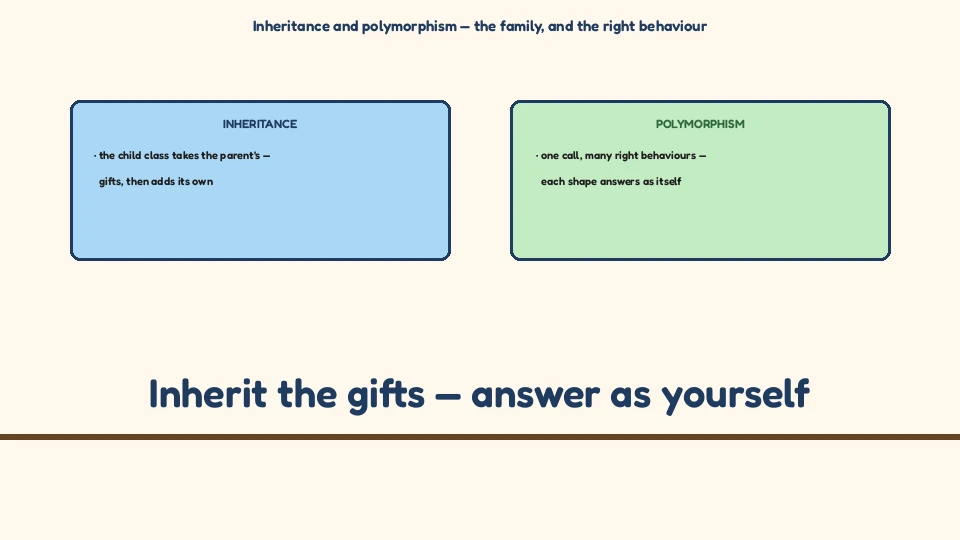 Inheritance and polymorphism — the family, and the right behaviour
INHERITANCE
· the child class takes the parent's —
gifts, then adds its own
POLYMORPHISM
· one call, many right behaviours —
each shape answers as itself
Inherit the gifts — answer as yourself